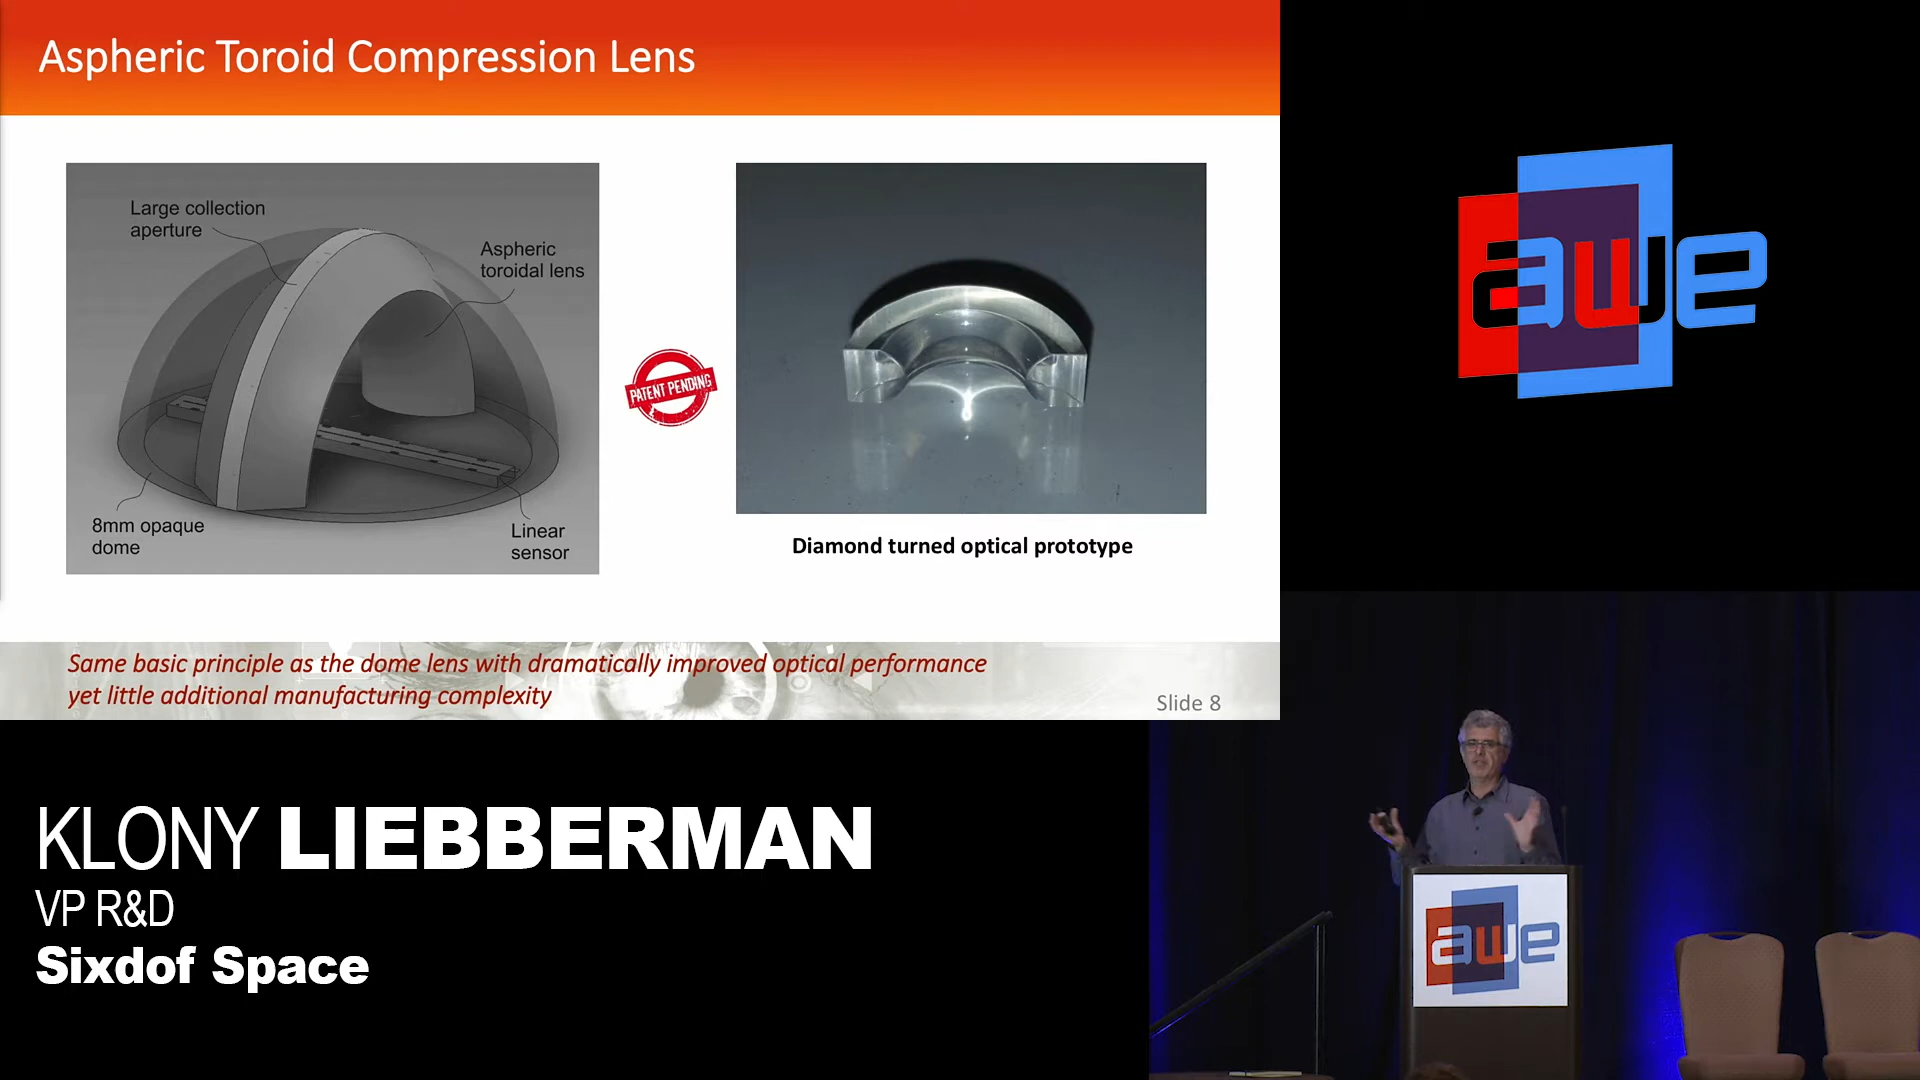 Aspheric Toroid Compression Lens
Large collection
aperture
Aspheric
toroidal lens
8mm opaque
dome
Linear
sensor
PATENT PENDING
Diamond turned optical prototype
Same basic principle as the dome lens with dramatically improved optical performance
yet little additional manufacturing complexity
Slide 8
awe
KLONY LIEBBERMAN
VP R&D
Sixdof Space
awe